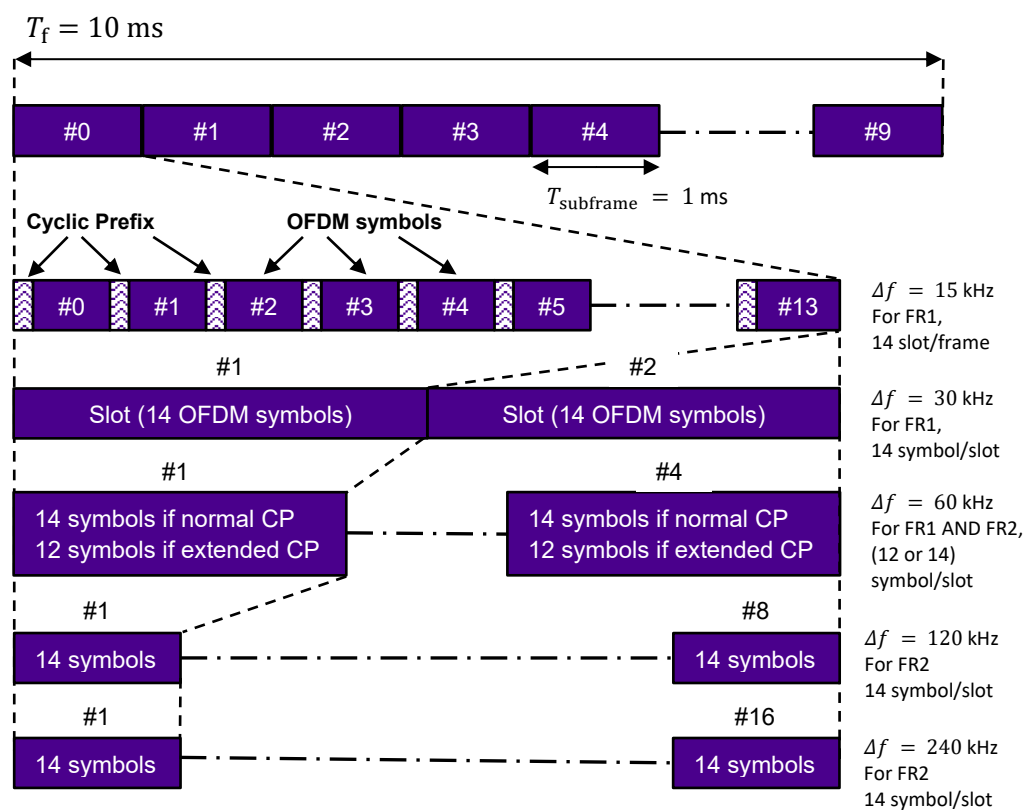 T_f = 10 ms
#0 #1 #2 #3 #4 #9
T_subframe = 1 ms
Cyclic Prefix OFDM symbols
#0 #1 #2 #3 #4 #5 #13
Δf = 15 kHz
For FR1,
14 slot/frame
#1 #2
Slot (14 OFDM symbols) Slot (14 OFDM symbols)
Δf = 30 kHz
For FR1,
14 symbol/slot
#1 #4
14 symbols if normal CP
12 symbols if extended CP
14 symbols if normal CP
12 symbols if extended CP
Δf = 60 kHz
For FR1 AND FR2,
(12 or 14)
symbol/slot
#1 #8
14 symbols 14 symbols
Δf = 120 kHz
For FR2
14 symbol/slot
#1 #16
14 symbols 14 symbols
Δf = 240 kHz
For FR2
14 symbol/slot